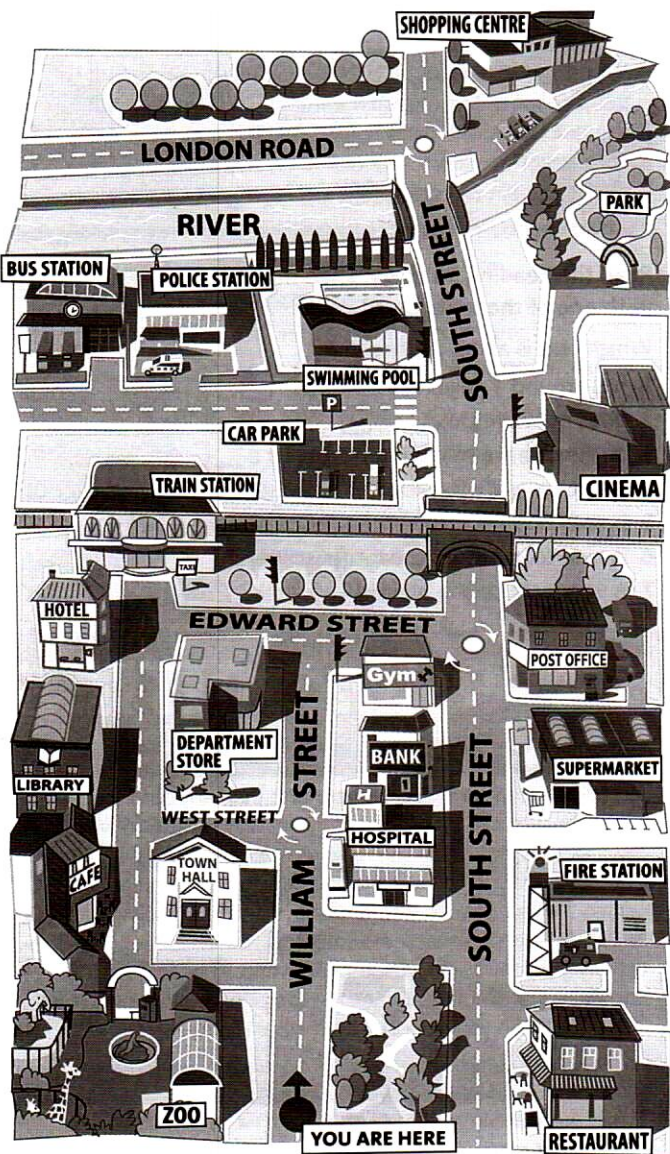 SHOPPING CENTRE
LONDON ROAD
RIVER
PARK
BUS STATION
POLICE STATION
SOUTH STREET
SWIMMING POOL
P
CAR PARK
CINEMA
TRAIN STATION
TAXI
HOTEL
EDWARD STREET
POST OFFICE
Gym
DEPARTMENT
STORE
WILLIAM STREET
BANK
SOUTH STREET
SUPERMARKET
LIBRARY
WEST STREET
H
HOSPITAL
TOWN
HALL
CAFE
FIRE STATION
ZOO
YOU ARE HERE
RESTAURANT